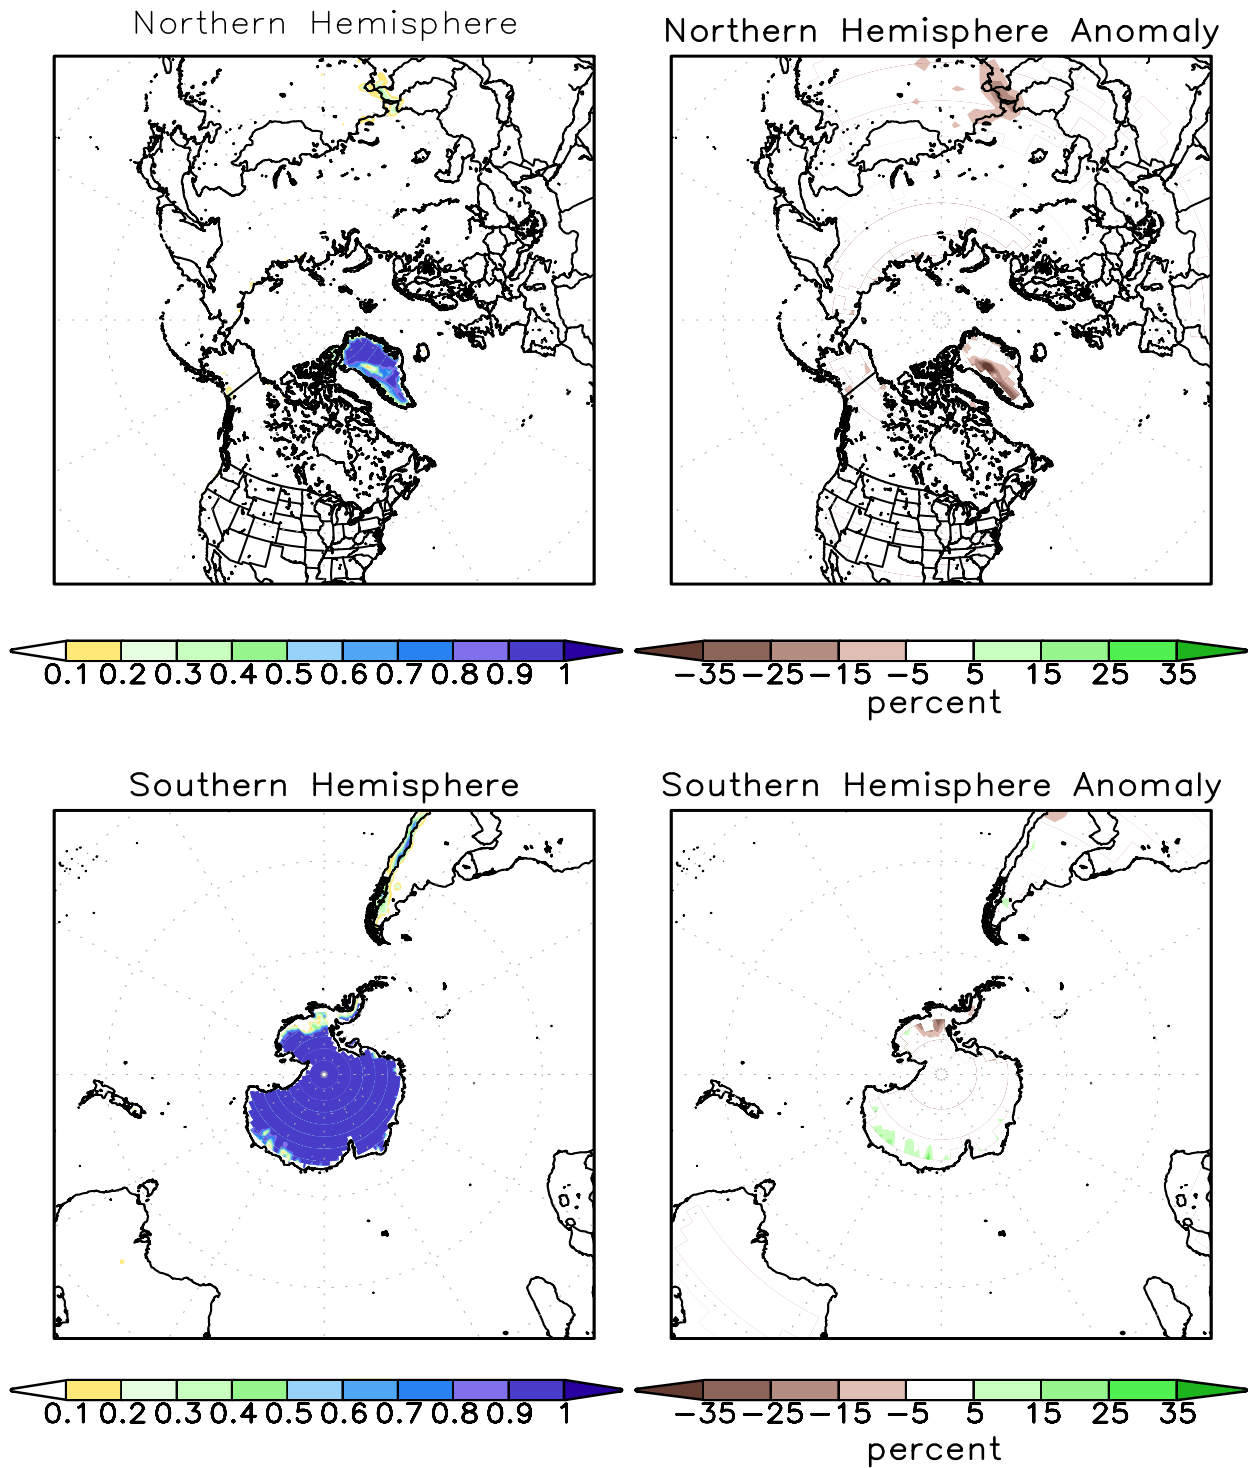 Northern Hemisphere
Northern Hemisphere Anomaly
0.1 0.2 0.3 0.4 0.5 0.6 0.7 0.8 0.9 1
-35 -25 -15 -5 5 15 25 35
percent
Southern Hemisphere
Southern Hemisphere Anomaly
0.1 0.2 0.3 0.4 0.5 0.6 0.7 0.8 0.9 1
-35 -25 -15 -5 5 15 25 35
percent